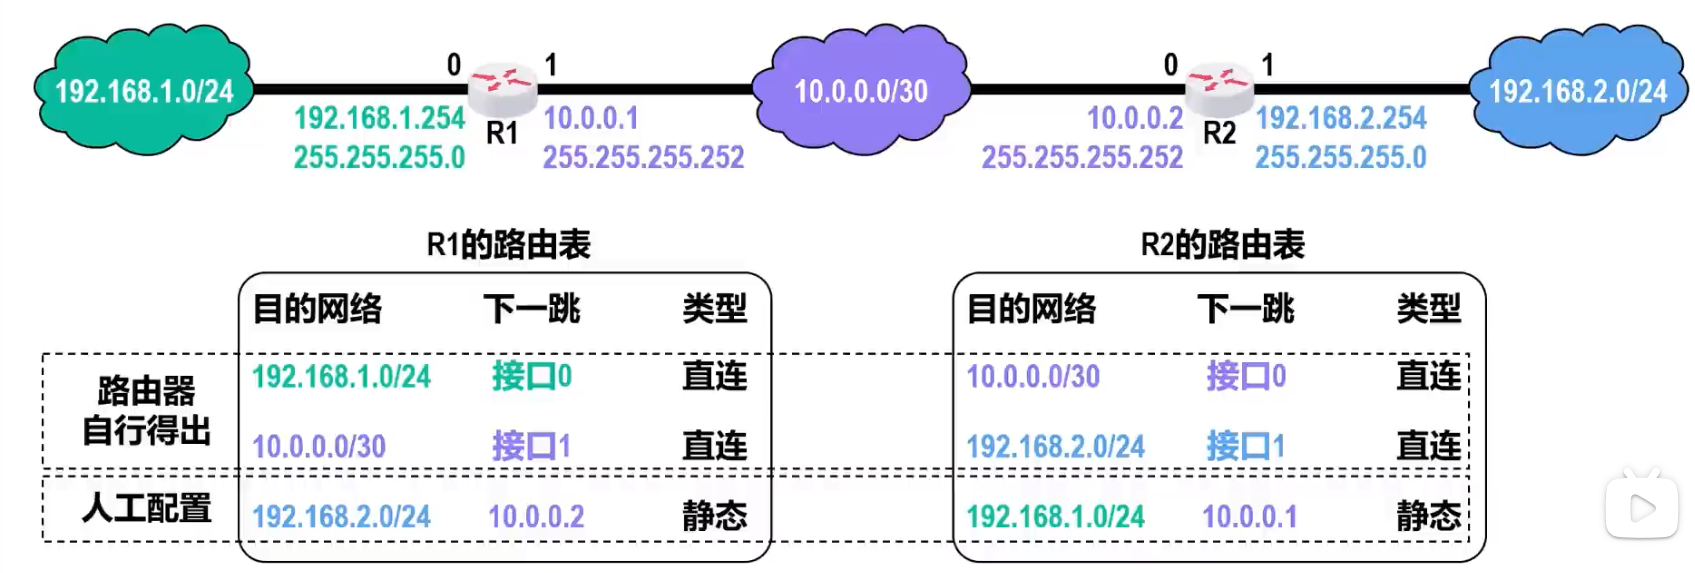 0 1 0 1
192.168.1.0/24 10.0.0.0/30 192.168.2.0/24
192.168.1.254 R1 10.0.0.1 10.0.0.2 R2 192.168.2.254
255.255.255.0 255.255.255.252 255.255.255.252 255.255.255.0
R1的路由表 R2的路由表
目的网络 下一跳 类型 目的网络 下一跳 类型
路由器
自行得出
192.168.1.0/24 接口0 直连 10.0.0.0/30 接口0 直连
10.0.0.0/30 接口1 直连 192.168.2.0/24 接口1 直连
人工配置 192.168.2.0/24 10.0.0.2 静态 192.168.1.0/24 10.0.0.1 静态